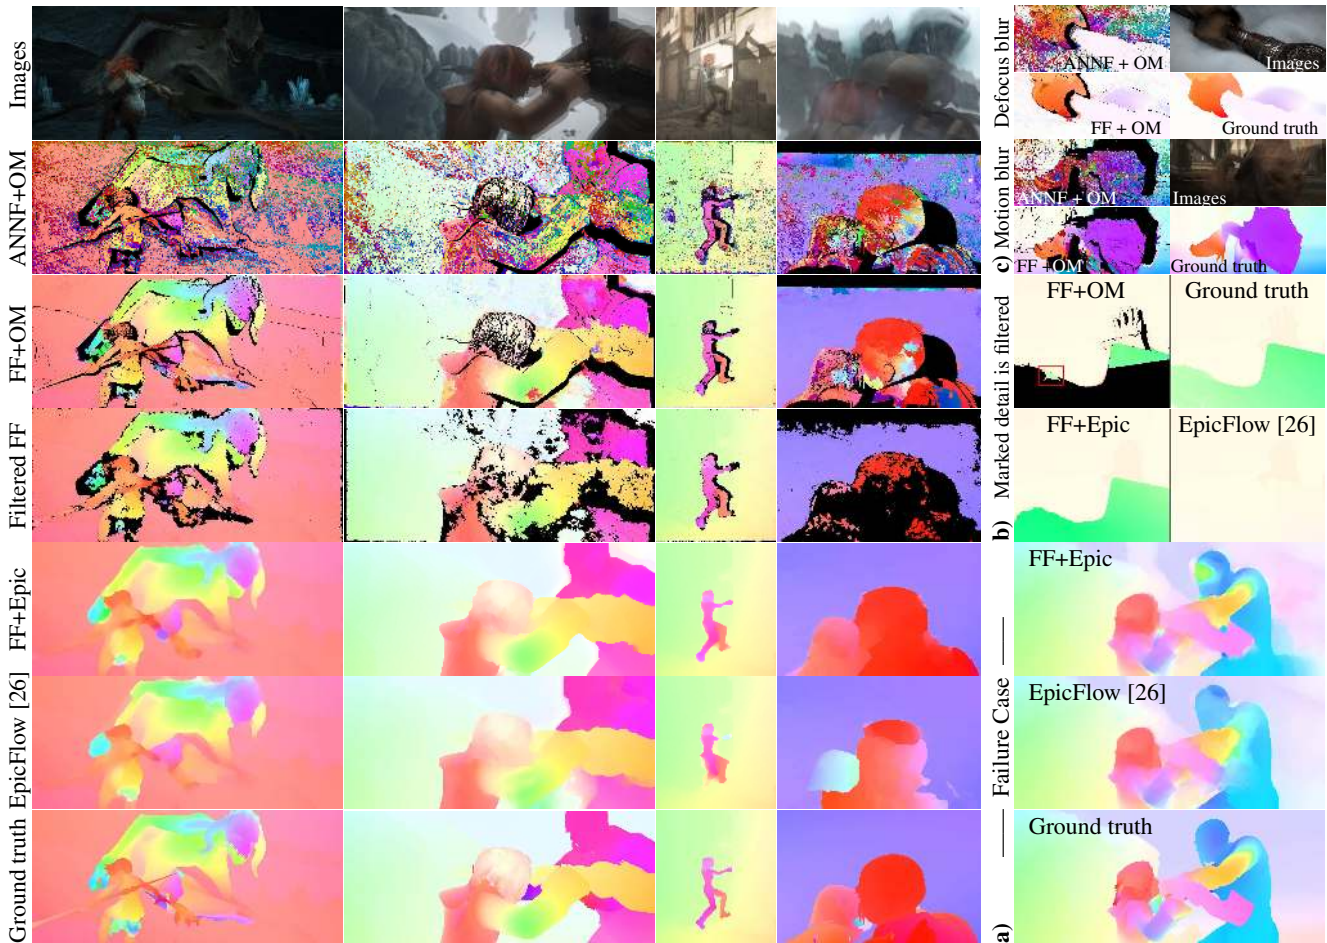 Images
ANNF+OM
FF+OM
Filtered FF
FF+Epic
EpicFlow [26]
Ground truth
Defocus blur
ANNF + OM
Images
FF + OM
Ground truth
c) Motion blur
ANNF + OM
Images
FF +OM
Ground truth
b) Marked detail is filtered
FF+OM
Ground truth
FF+Epic
EpicFlow [26]
a) Failure Case
FF+Epic
EpicFlow [26]
Ground truth